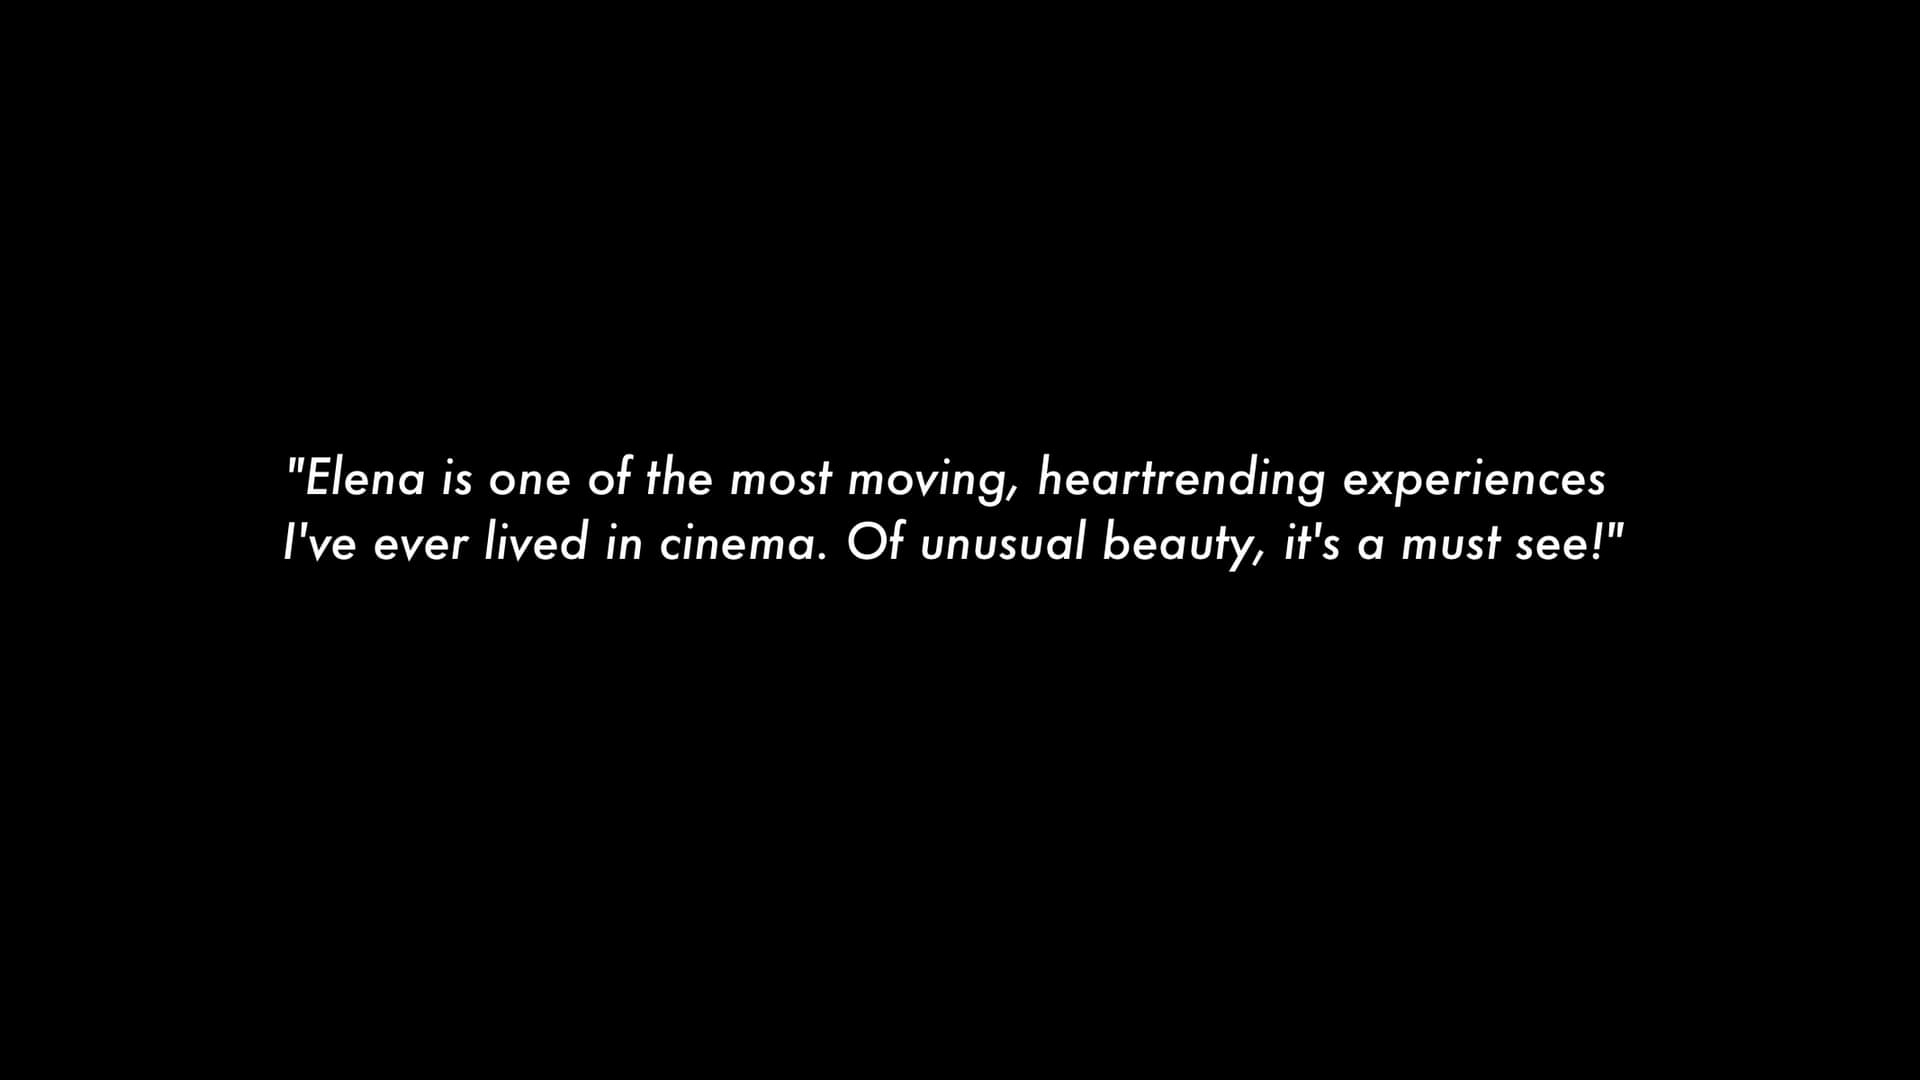 "Elena is one of the most moving, heartrending experiences
I've ever lived in cinema. Of unusual beauty, it's a must see!"